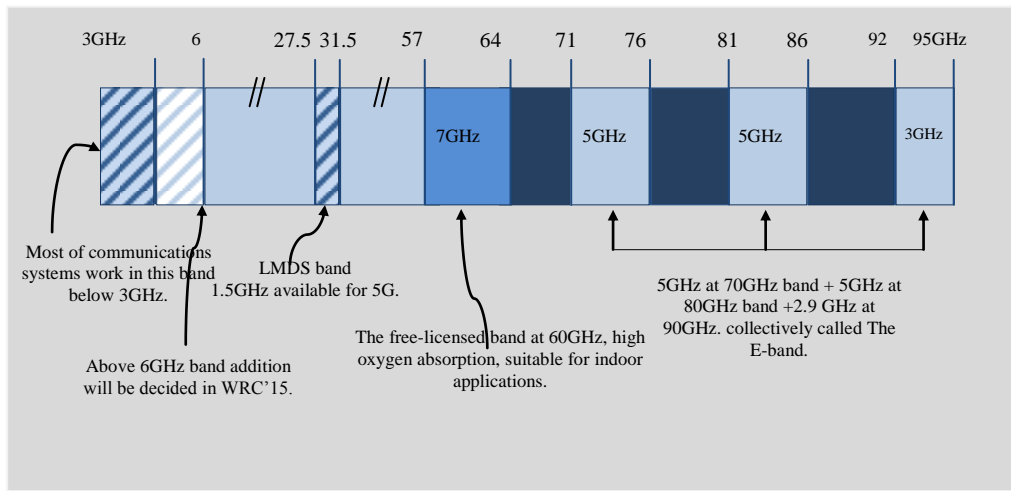 3GHz 6 27.5 31.5 57 64 71 76 81 86 92 95GHz
7GHz 5GHz 5GHz 3GHz
Most of communications
systems work in this band
below 3GHz.
LMDS band
1.5GHz available for 5G.
5GHz at 70GHz band + 5GHz at
80GHz band +2.9 GHz at
90GHz. collectively called The
E-band.
The free-licensed band at 60GHz, high
oxygen absorption, suitable for indoor
applications.
Above 6GHz band addition
will be decided in WRC’15.